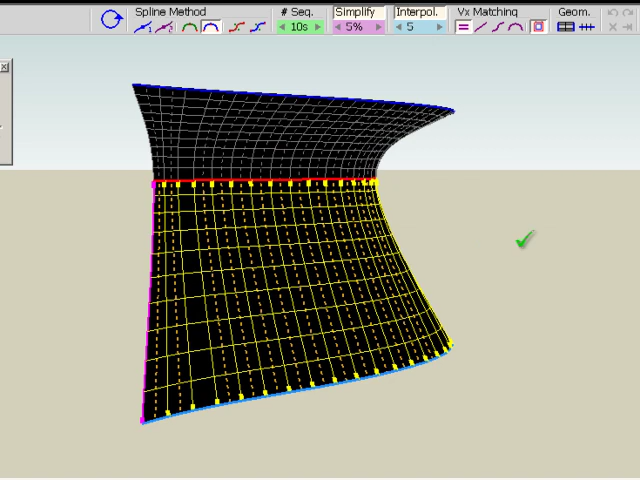 Spline Method # Seq. Simplify Interpol. Vx Matching Geom.
10s 5% 5